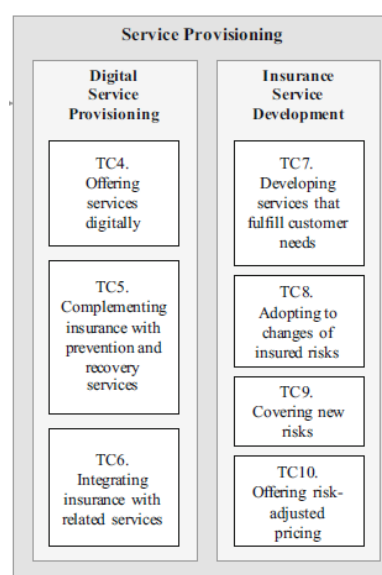 Service Provisioning
Digital
Service
Provisioning
TC4.
Offering
services
digitally
TC5.
Complementing
insurance with
prevention and
recovery
services
TC6.
Integrating
insurance with
related services
Insurance
Service
Development
TC7.
Developing
services that
fulfill customer
needs
TC8.
Adopting to
changes of
insured risks
TC9.
Covering new
risks
TC10.
Offering risk-
adjusted
pricing